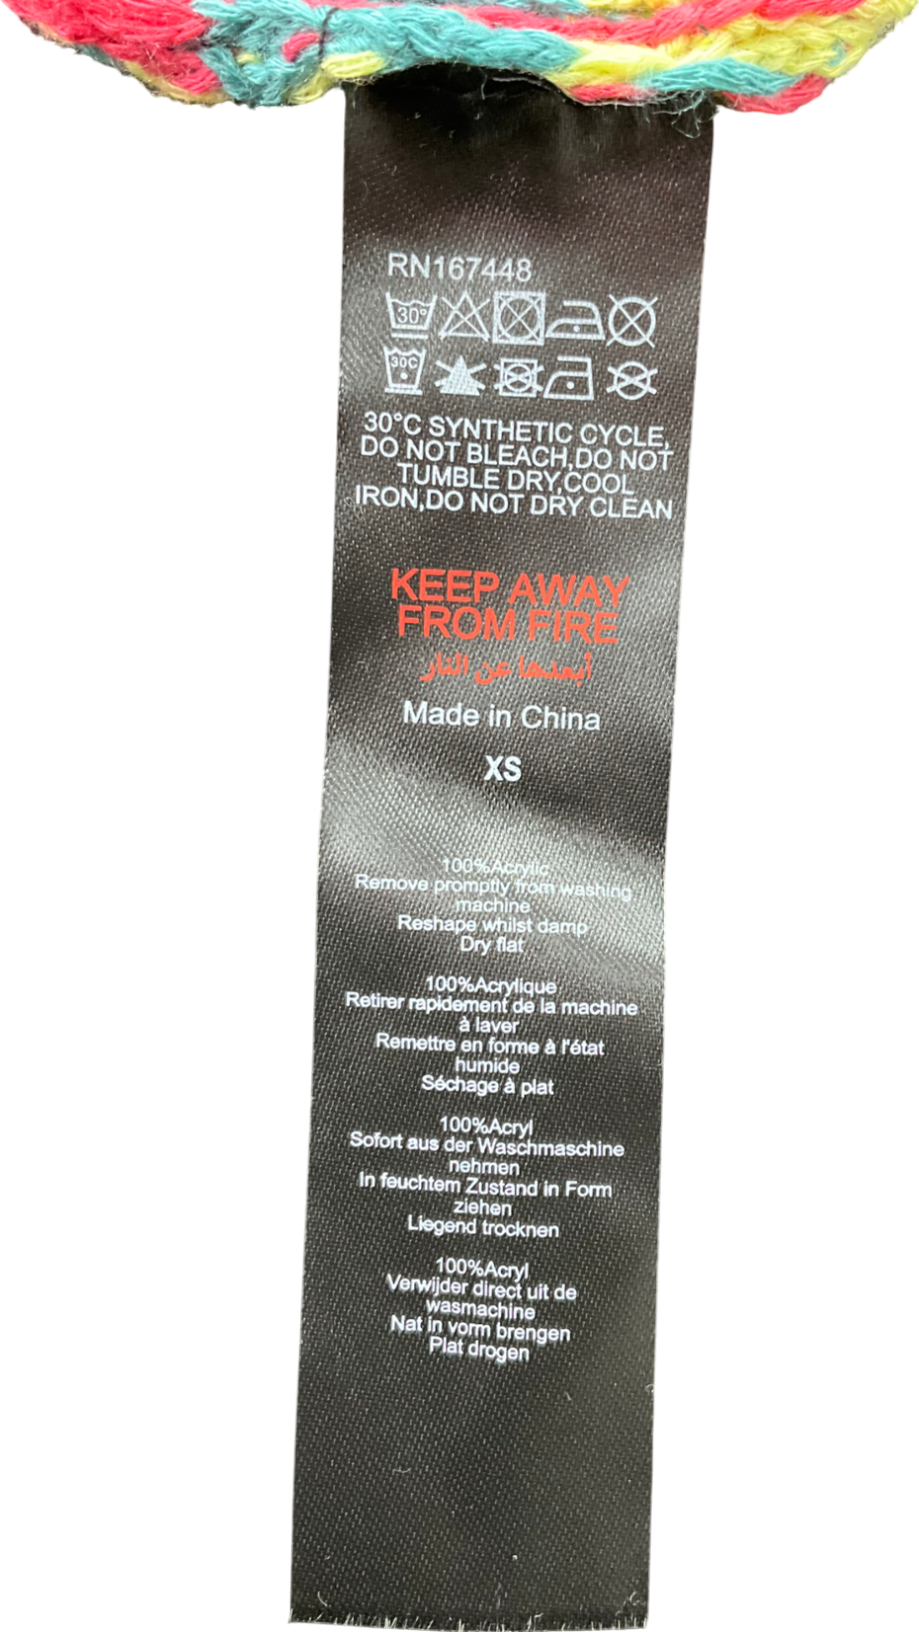 RN167448
30°
30C
30°C SYNTHETIC CYCLE,
DO NOT BLEACH,DO NOT
TUMBLE DRY,COOL
IRON,DO NOT DRY CLEAN
KEEP AWAY
FROM FIRE
أبعدها عن النار
Made in China
XS
100%Acrylic
Remove promptly from washing
machine
Reshape whilst damp
Dry flat
100%Acrylique
Retirer rapidement de la machine
à laver
Remettre en forme à l'état
humide
Séchage à plat
100%Acryl
Sofort aus der Waschmaschine
nehmen
In feuchtem Zustand in Form
ziehen
Liegend trocknen
100%Acryl
Verwijder direct uit de
wasmachine
Nat in vorm brengen
Plat drogen